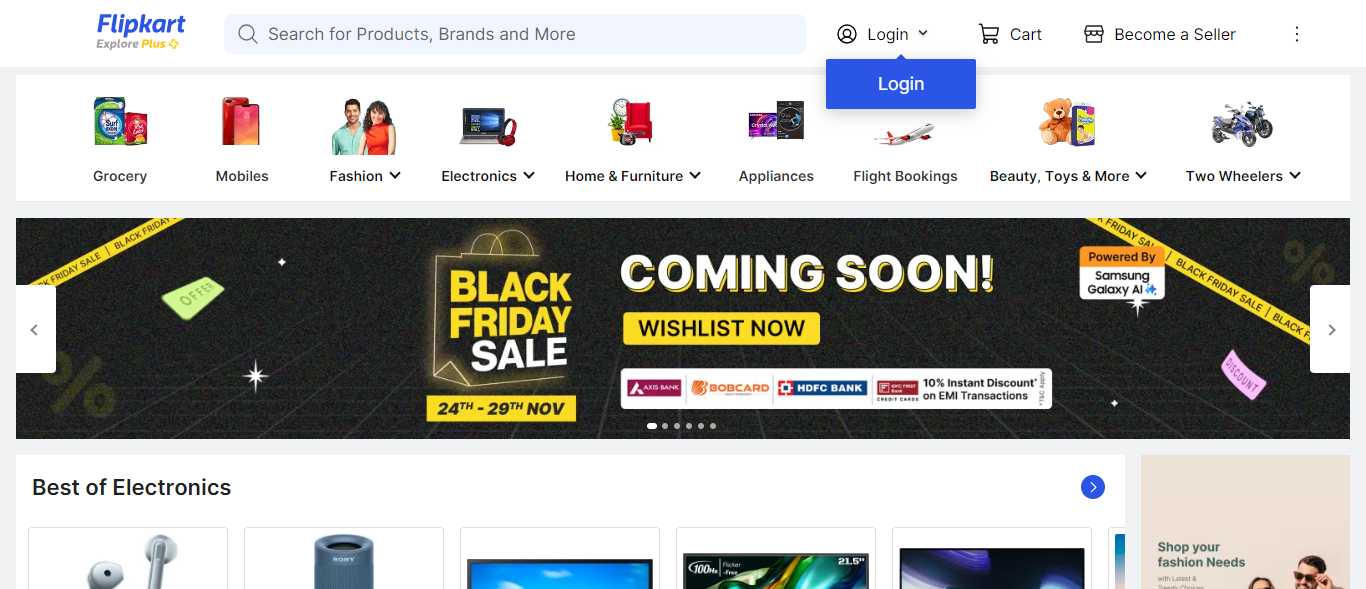 Flipkart
Explore Plus
Search for Products, Brands and More
Login
Cart
Become a Seller
Login
Surf excel
Grocery
Mobiles
Fashion
Electronics
Home & Furniture
Appliances
Flight Bookings
Beauty, Toys & More
Two Wheelers
BLACK FRIDAY SALE | BLACK FRIDAY
OFFER
BLACK
FRIDAY
SALE
24TH - 29TH NOV
COMING SOON!
WISHLIST NOW
AXIS BANK
BOBCARD
HDFC BANK
IDFC FIRST
Bank
CREDIT CARDS
10% Instant Discount*
on EMI Transactions
*T&C Apply
Powered By
Samsung
Galaxy AI
BLACK FRIDAY SALE | BLACK FRIDAY SALE | BLACK F
DISCOUNT
%
%
Best of Electronics
SONY
100Hz
Flicker
-Free
21.5"
Shop your
fashion Needs
with Latest &
Trendy Choices